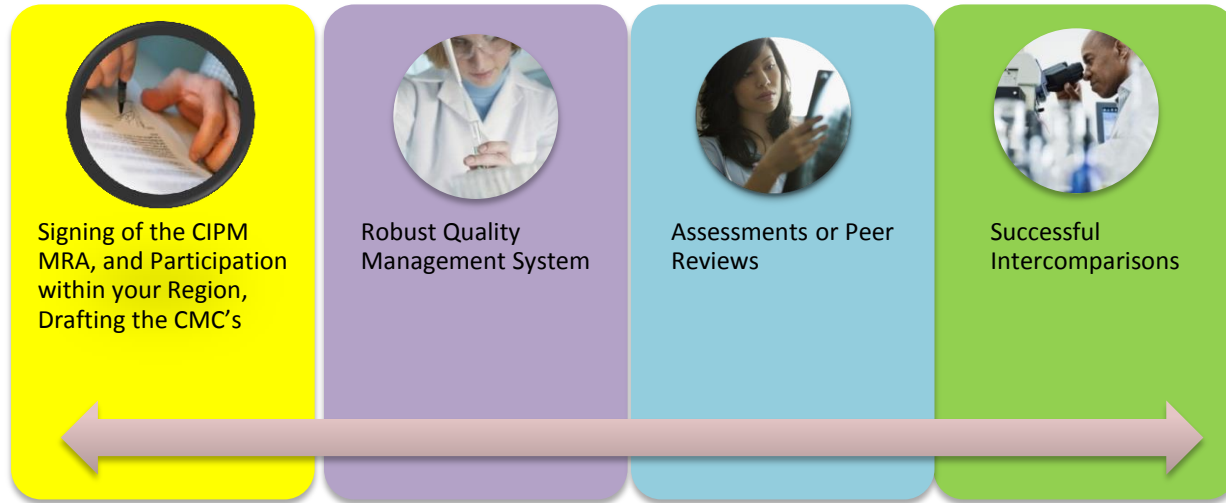 Signing of the CIPM
MRA, and Participation
within your Region,
Drafting the CMC’s
Robust Quality
Management System
Assessments or Peer
Reviews
Successful
Intercomparisons